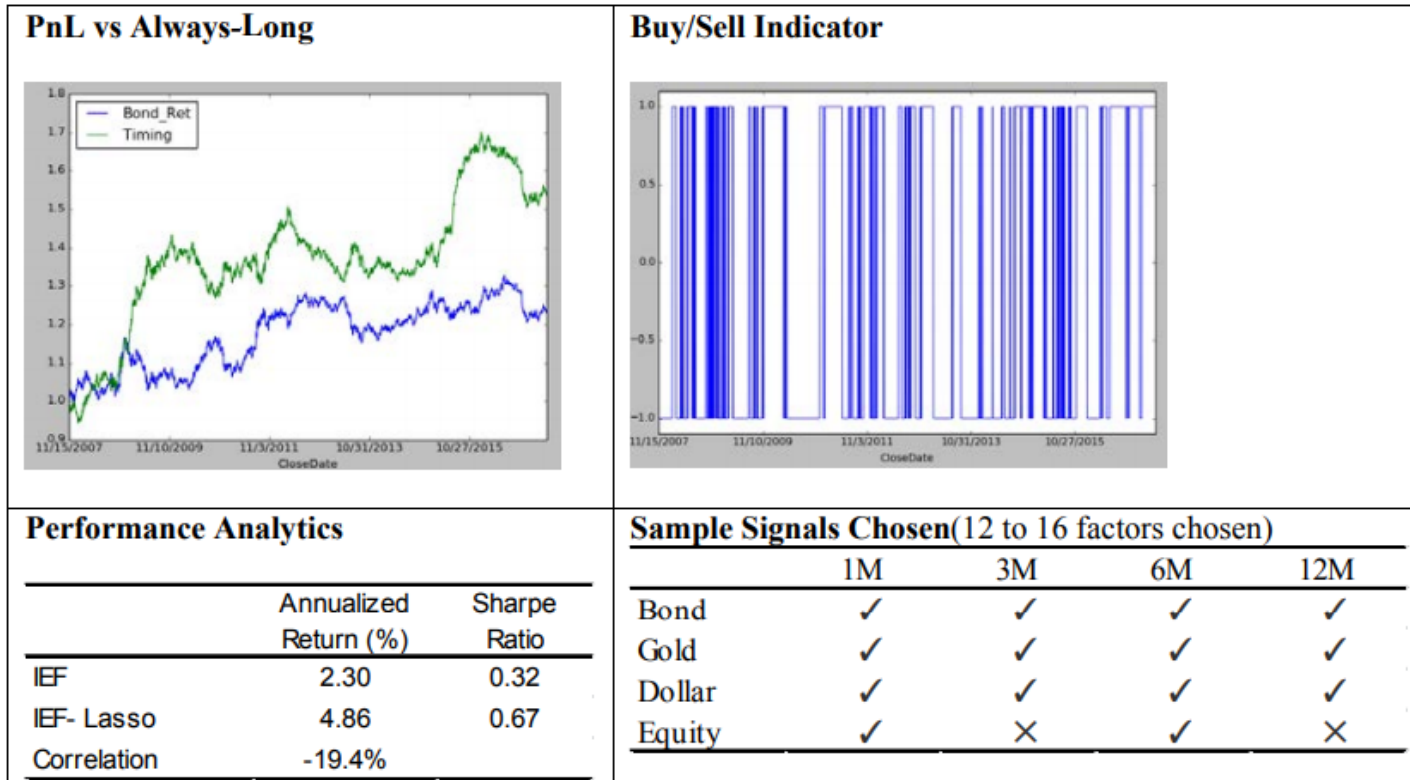 PnL vs Always-Long
1.8
1.7
1.6
1.5
1.4
1.3
1.2
1.1
1.0
0.9
Bond_Ret
Timing
11/15/2007 11/10/2009 11/3/2011 10/31/2013 10/27/2015
CloseDate
Buy/Sell Indicator
1.0
0.5
0.0
−0.5
−1.0
11/15/2007 11/10/2009 11/3/2011 10/31/2013 10/27/2015
CloseDate
Performance Analytics
Annualized Sharpe
Return (%) Ratio
IEF 2.30 0.32
IEF- Lasso 4.86 0.67
Correlation -19.4%
Sample Signals Chosen(12 to 16 factors chosen)
1M 3M 6M 12M
Bond ✓ ✓ ✓ ✓
Gold ✓ ✓ ✓ ✓
Dollar ✓ ✓ ✓ ✓
Equity ✓ ✕ ✓ ✕